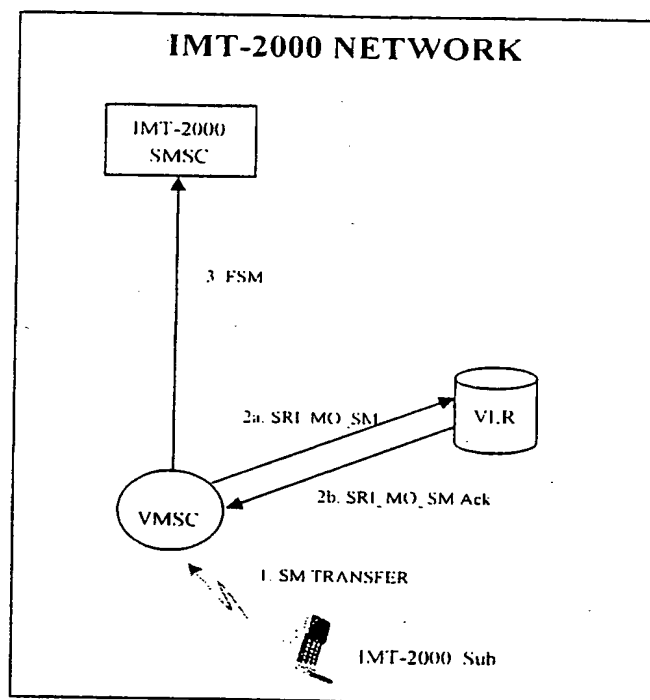 IMT-2000 NETWORK
IMT-2000
SMSC
3. FSM
2a. SRI_MO_SM
VLR
2b. SRI_MO_SM Ack
VMSC
1. SM TRANSFER
IMT-2000 Sub